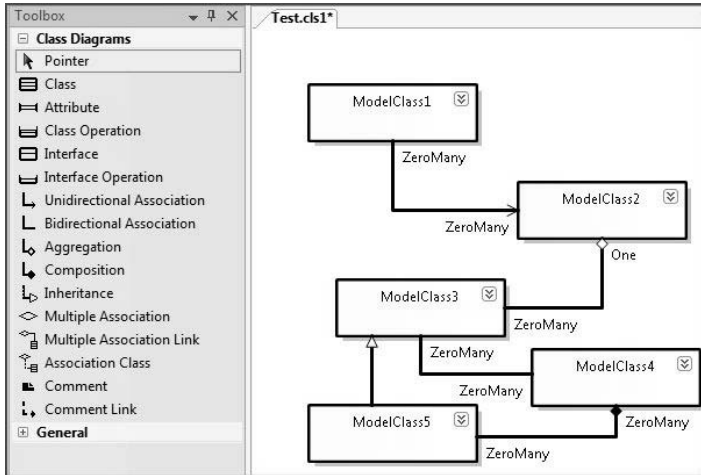 Toolbox
Class Diagrams
Pointer
Class
Attribute
Class Operation
Interface
Interface Operation
Unidirectional Association
Bidirectional Association
Aggregation
Composition
Inheritance
Multiple Association
Multiple Association Link
Association Class
Comment
Comment Link
General
Test.cls1*
ModelClass1
ZeroMany
ModelClass2
ZeroMany
One
ModelClass3
ZeroMany
ZeroMany
ModelClass4
ZeroMany
ModelClass5
ZeroMany
ZeroMany